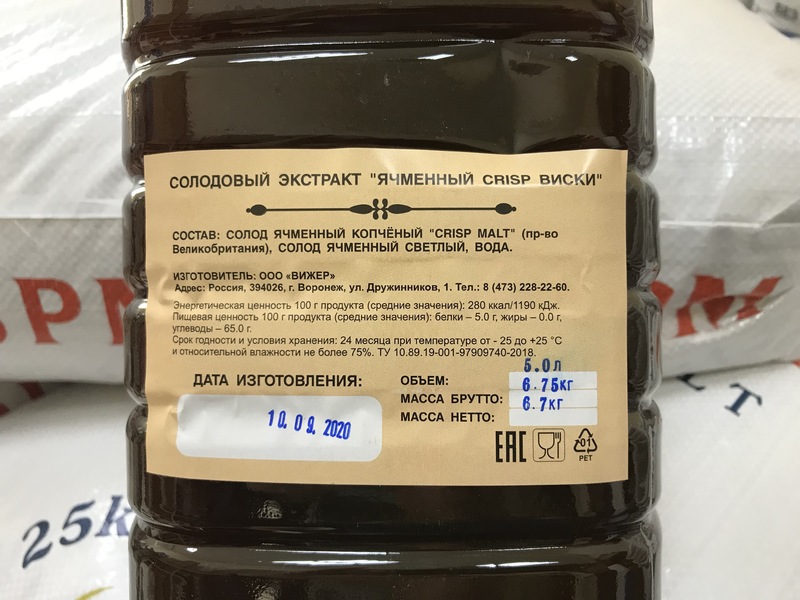 СОЛОДОВЫЙ ЭКСТРАКТ "ЯЧМЕННЫЙ CRISP ВИСКИ"
СОСТАВ: СОЛОД ЯЧМЕННЫЙ КОПЧЁНЫЙ "CRISP MALT" (пр-во
Великобритания), СОЛОД ЯЧМЕННЫЙ СВЕТЛЫЙ, ВОДА.
ИЗГОТОВИТЕЛЬ: ООО «ВИЖЕР»
Адрес: Россия, 394026, г. Воронеж, ул. Дружинников, 1. Тел.: 8 (473) 228-22-60.
Энергетическая ценность 100 г продукта (средние значения): 280 ккал/1190 кДж.
Пищевая ценность 100 г продукта (средние значения): белки – 5.0 г, жиры – 0.0 г,
углеводы – 65.0 г.
Срок годности и условия хранения: 24 месяца при температуре от - 25 до +25 °С
и относительной влажности не более 75%. ТУ 10.89.19-001-97909740-2018.
ДАТА ИЗГОТОВЛЕНИЯ:
10.09.2020
ОБЪЕМ: 5.0л
МАССА БРУТТО: 6.75кг
МАССА НЕТТО: 6.7кг
EAC
01
PET
25k